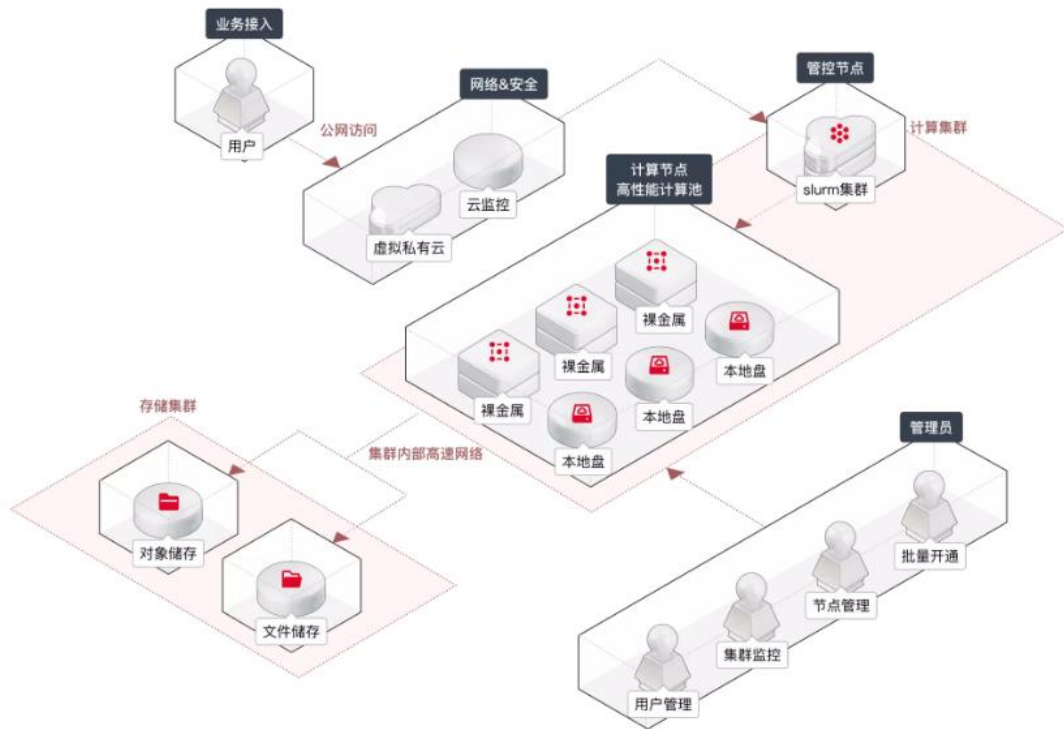 业务接入
用户
公网访问
网络&安全
云监控
虚拟私有云
管控节点
slurm集群
计算集群
计算节点
高性能计算池
裸金属
裸金属
裸金属
本地盘
本地盘
本地盘
存储集群
集群内部高速网络
对象储存
文件储存
管理员
批量开通
节点管理
集群监控
用户管理